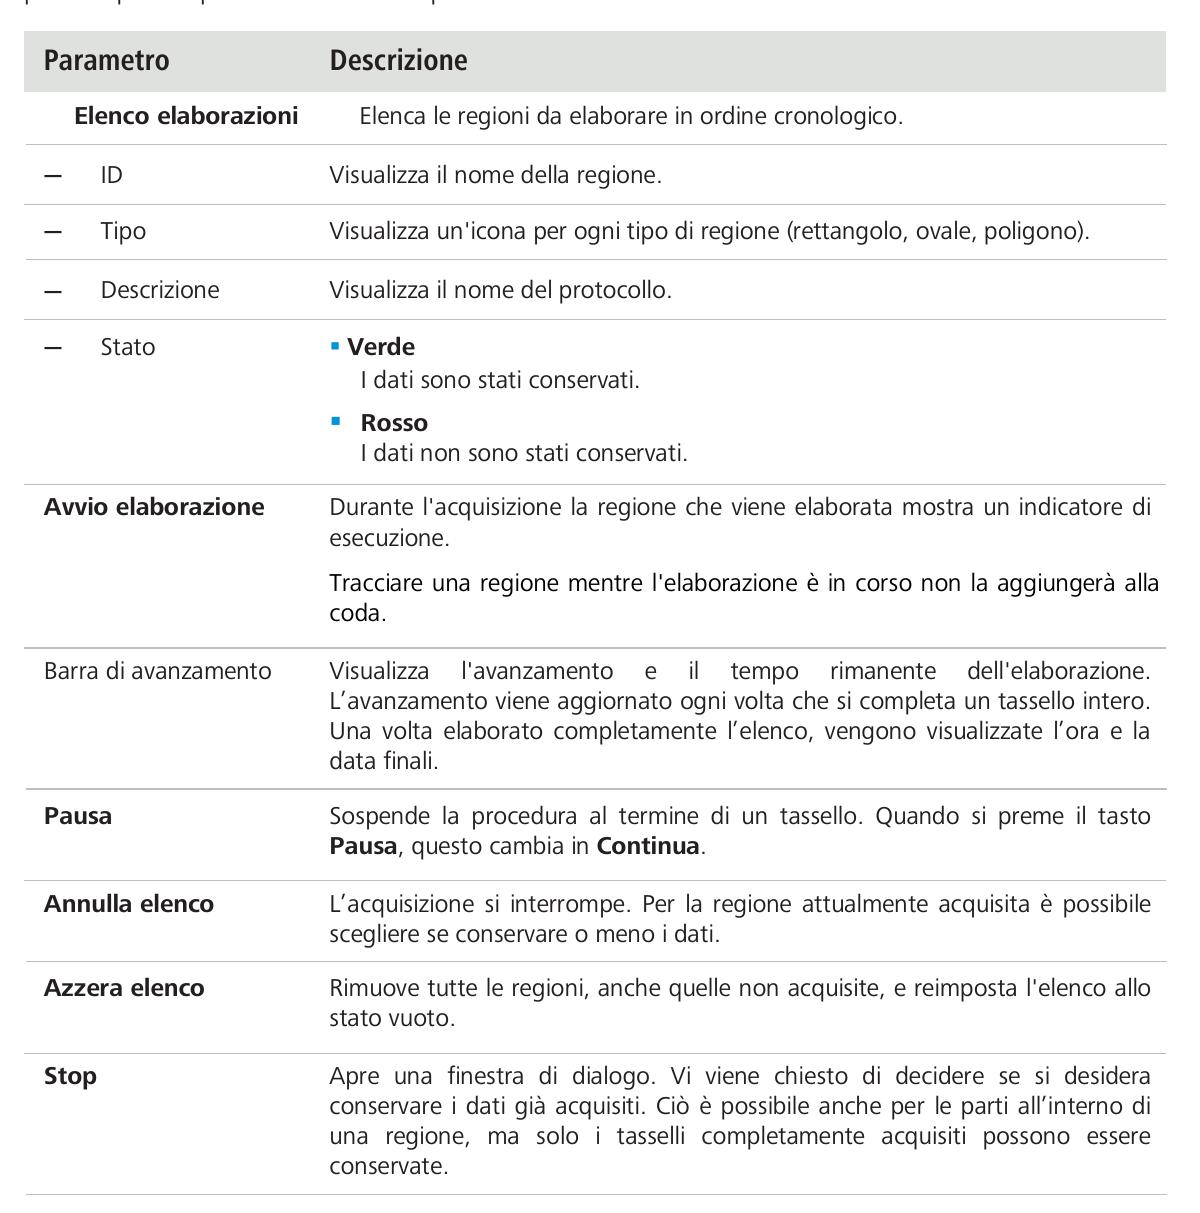 Parametro Descrizione
Elenco elaborazioni Elenca le regioni da elaborare in ordine cronologico.
— ID Visualizza il nome della regione.
— Tipo Visualizza un'icona per ogni tipo di regione (rettangolo, ovale, poligono).
— Descrizione Visualizza il nome del protocollo.
— Stato ▪ Verde
I dati sono stati conservati.
▪ Rosso
I dati non sono stati conservati.
Avvio elaborazione Durante l'acquisizione la regione che viene elaborata mostra un indicatore di
esecuzione.
Tracciare una regione mentre l'elaborazione è in corso non la aggiungerà alla
coda.
Barra di avanzamento Visualizza l'avanzamento e il tempo rimanente dell'elaborazione.
L’avanzamento viene aggiornato ogni volta che si completa un tassello intero.
Una volta elaborato completamente l’elenco, vengono visualizzate l’ora e la
data finali.
Pausa Sospende la procedura al termine di un tassello. Quando si preme il tasto
Pausa, questo cambia in Continua.
Annulla elenco L’acquisizione si interrompe. Per la regione attualmente acquisita è possibile
scegliere se conservare o meno i dati.
Azzera elenco Rimuove tutte le regioni, anche quelle non acquisite, e reimposta l'elenco allo
stato vuoto.
Stop Apre una finestra di dialogo. Vi viene chiesto di decidere se si desidera
conservare i dati già acquisiti. Ciò è possibile anche per le parti all’interno di
una regione, ma solo i tasselli completamente acquisiti possono essere
conservate.